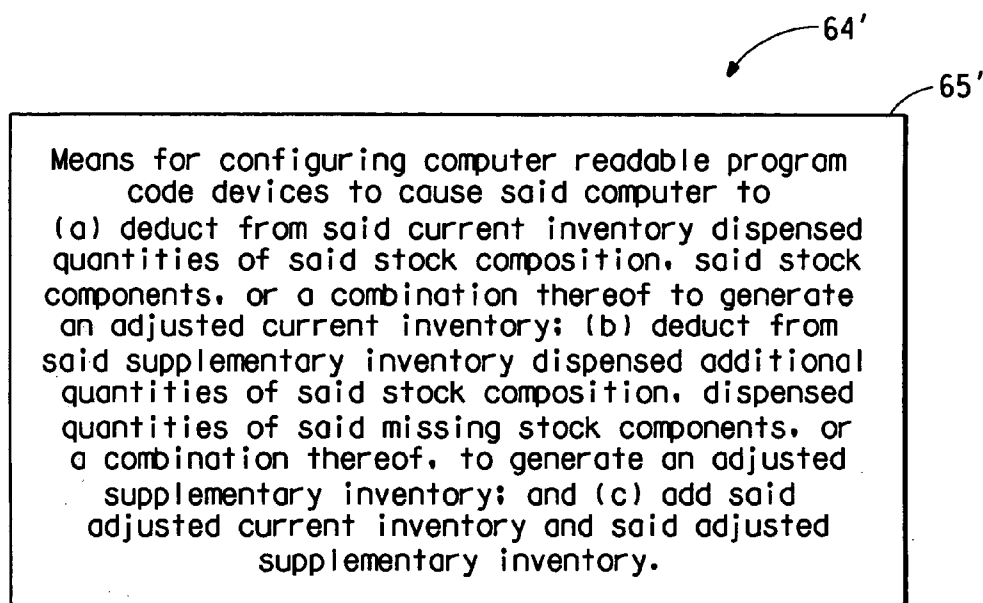 64'
65'
Means for configuring computer readable program
code devices to cause said computer to
(a) deduct from said current inventory dispensed
quantities of said stock composition, said stock
components, or a combination thereof to generate
an adjusted current inventory; (b) deduct from
said supplementary inventory dispensed additional
quantities of said stock composition, dispensed
quantities of said missing stock components, or
a combination thereof, to generate an adjusted
supplementary inventory; and (c) add said
adjusted current inventory and said adjusted
supplementary inventory.